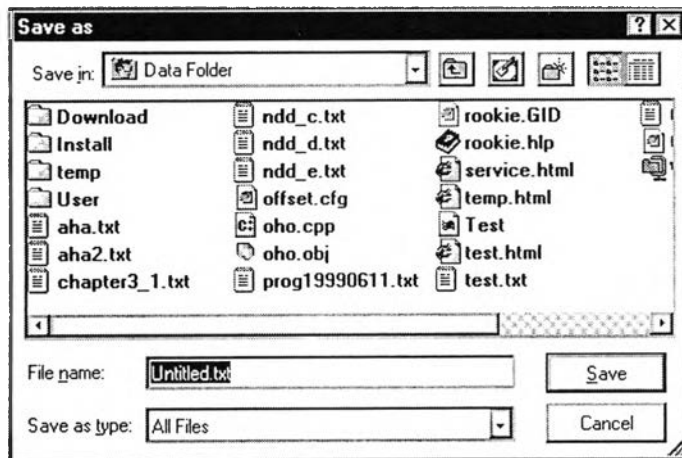 Save as
Save in: Data Folder
Download
Install
temp
User
aha.txt
aha2.txt
chapter3_1.txt
ndd_c.txt
ndd_d.txt
ndd_e.txt
offset.cfg
oho.cpp
oho.obj
prog19990611.txt
rookie.GID
rookie.hlp
service.html
temp.html
Test
test.html
test.txt
File name: Untitled.txt
Save
Save as type: All Files
Cancel